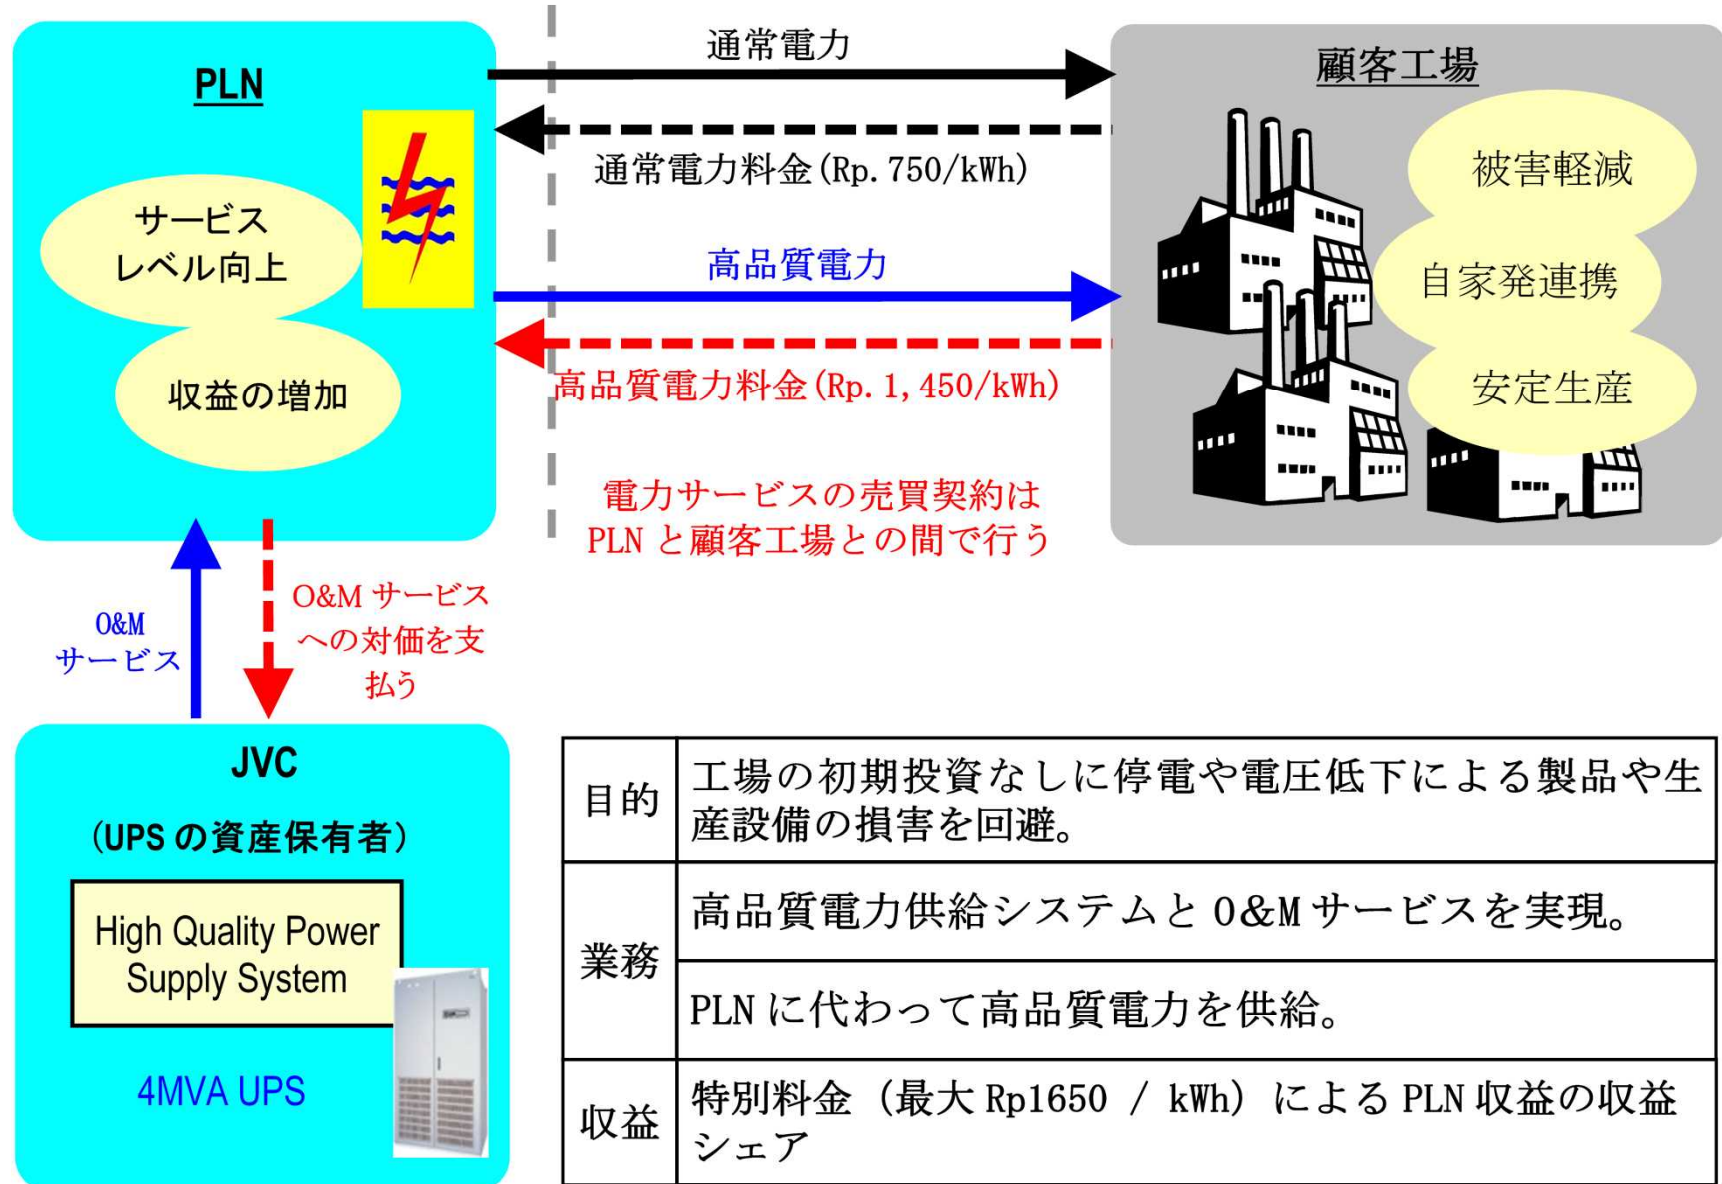 PLN
サービス
レベル向上
収益の増加
通常電力
通常電力料金(Rp. 750/kWh)
高品質電力
高品質電力料金(Rp. 1,450/kWh)
電力サービスの売買契約は
PLN と顧客工場との間で行う
顧客工場
被害軽減
自家発連携
安定生産
O&M
サービス
O&M サービス
への対価を支
払う
JVC
(UPS の資産保有者)
High Quality Power
Supply System
4MVA UPS
目的
工場の初期投資なしに停電や電圧低下による製品や生
産設備の損害を回避。
業務
高品質電力供給システムと O&M サービスを実現。
PLN に代わって高品質電力を供給。
収益
特別料金（最大 Rp1650 / kWh）による PLN 収益の収益
シェア